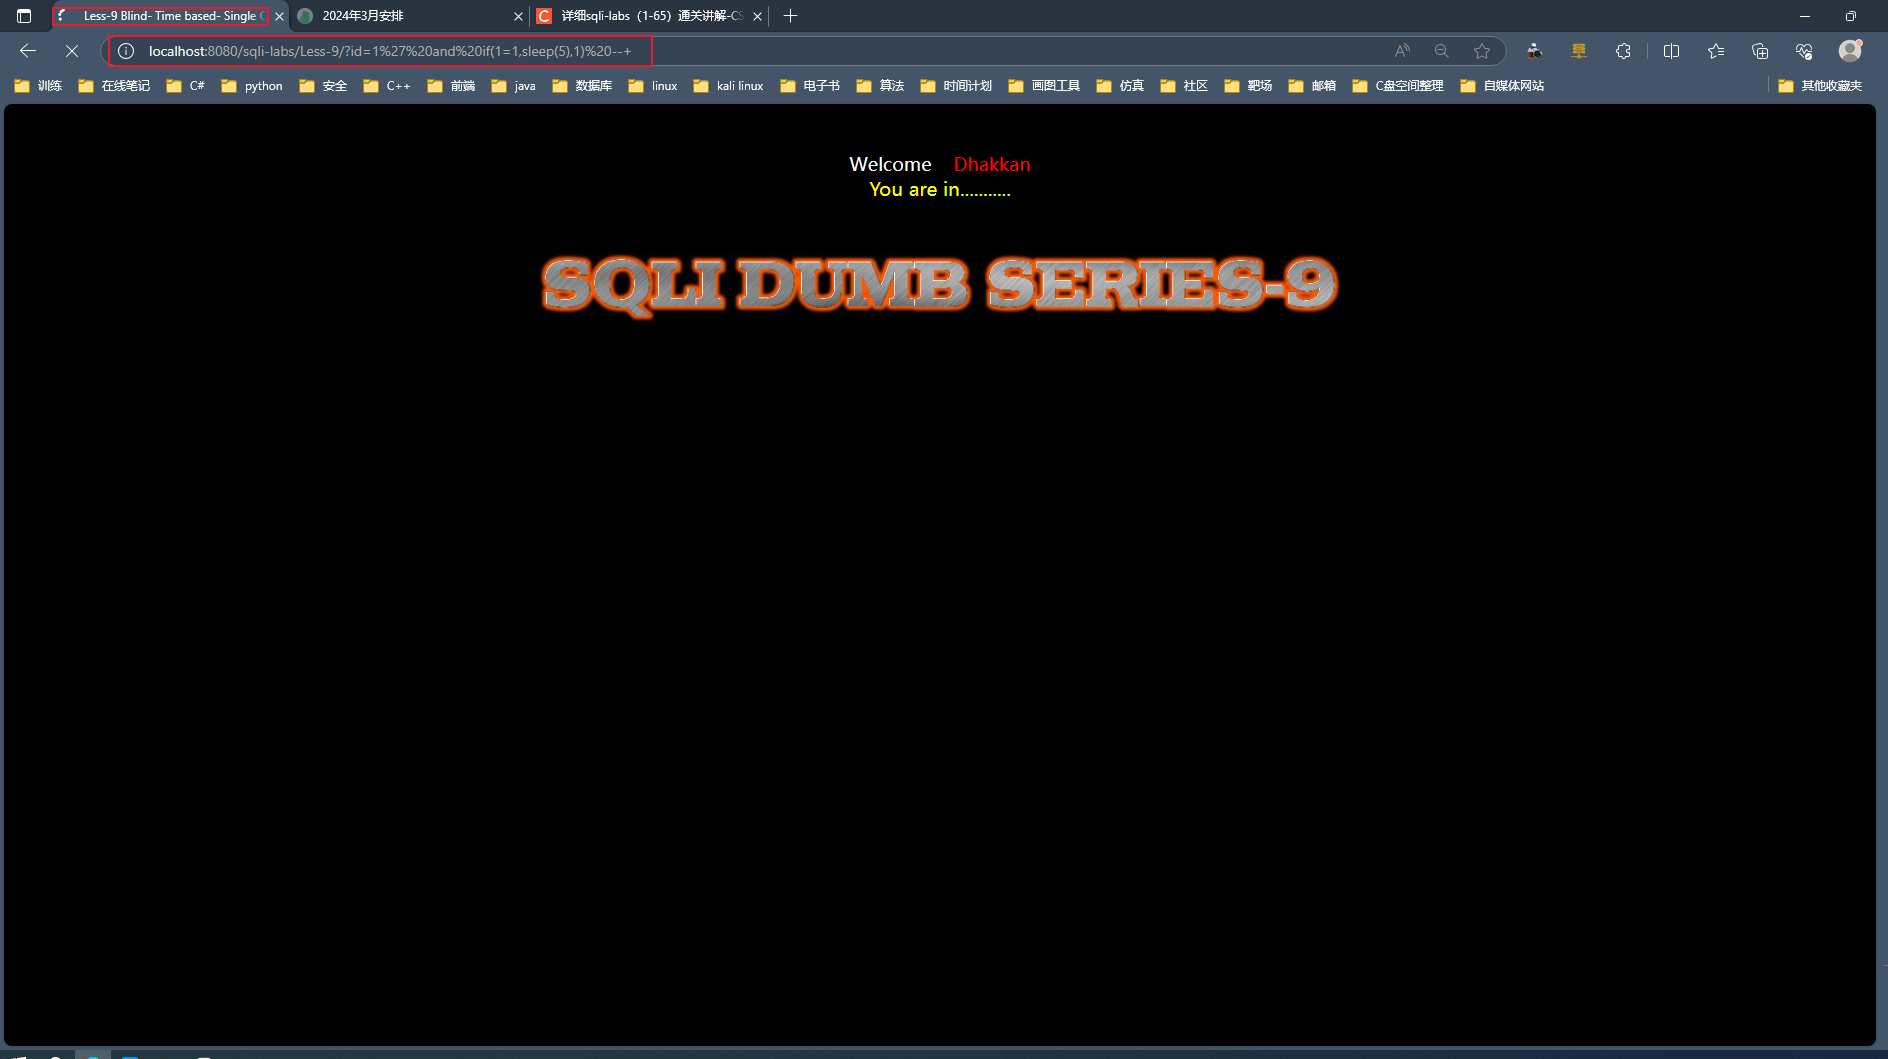 Less-9 Blind- Time based- Single
2024年3月安排
详细sqli-labs（1-65）通关讲解-CS
localhost:8080/sqli-labs/Less-9/?id=1%27%20and%20if(1=1,sleep(5),1)%20--+
训练 在线笔记 C# python 安全 C++ 前端 java 数据库 linux kali linux 电子书 算法 时间计划 画图工具 仿真 社区 靶场 邮箱 C盘空间整理 自媒体网站 其他收藏夹
Welcome Dhakkan
You are in...........
SQLI DUMB SERIES-9